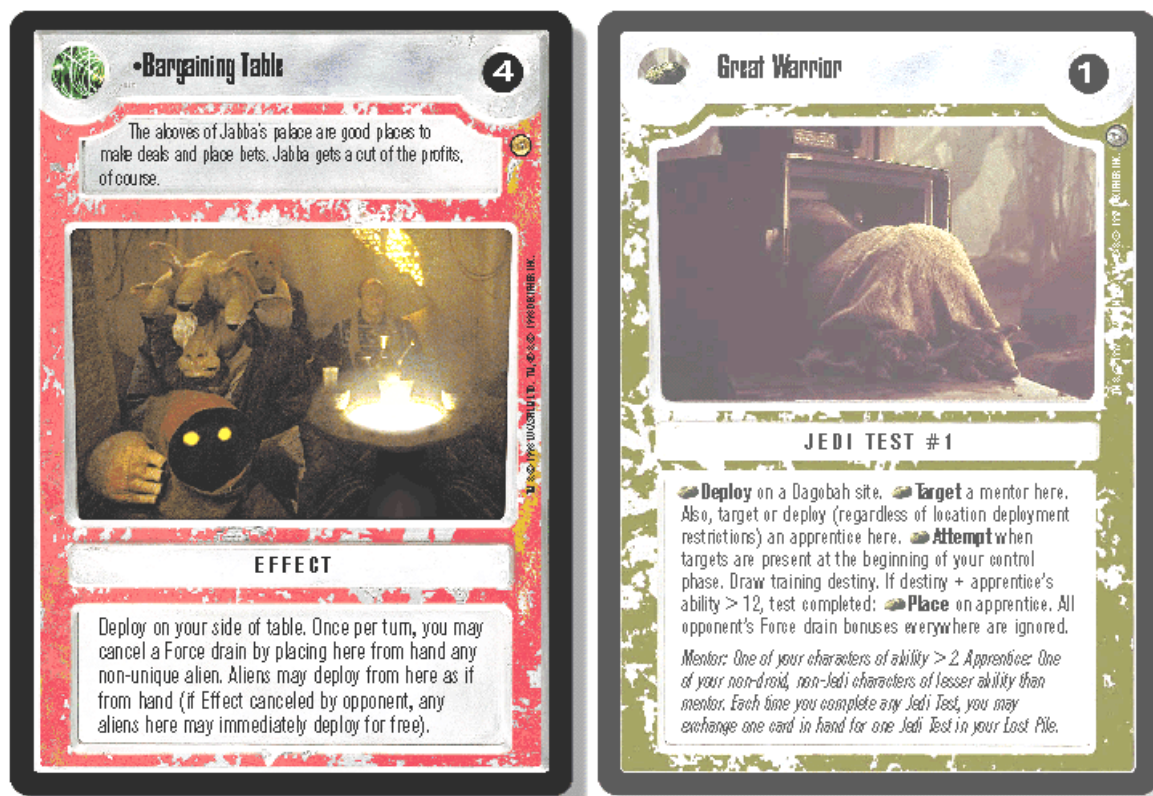 •Bargaining Table
4
The alcoves of Jabba's palace are good places to
make deals and place bets. Jabba gets a cut of the profits,
of course.
EFFECT
Deploy on your side of table. Once per turn, you may
cancel a Force drain by placing here from hand any
non-unique alien. Aliens may deploy from here as if
from hand (if Effect canceled by opponent, any
aliens here may immediately deploy for free).
Great Warrior
1
JEDI TEST #1
Deploy on a Dagobah site. Target a mentor here.
Also, target or deploy (regardless of location deployment
restrictions) an apprentice here. Attempt when
targets are present at the beginning of your control
phase. Draw training destiny. If destiny + apprentice's
ability > 12, test completed: Place on apprentice. All
opponent's Force drain bonuses everywhere are ignored.
Mentor: One of your characters of ability > 2. Apprentice: One
of your non-droid, non-Jedi characters of lesser ability than
mentor. Each time you complete any Jedi Test, you may
exchange one card in hand for one Jedi Test in your Lost Pile.